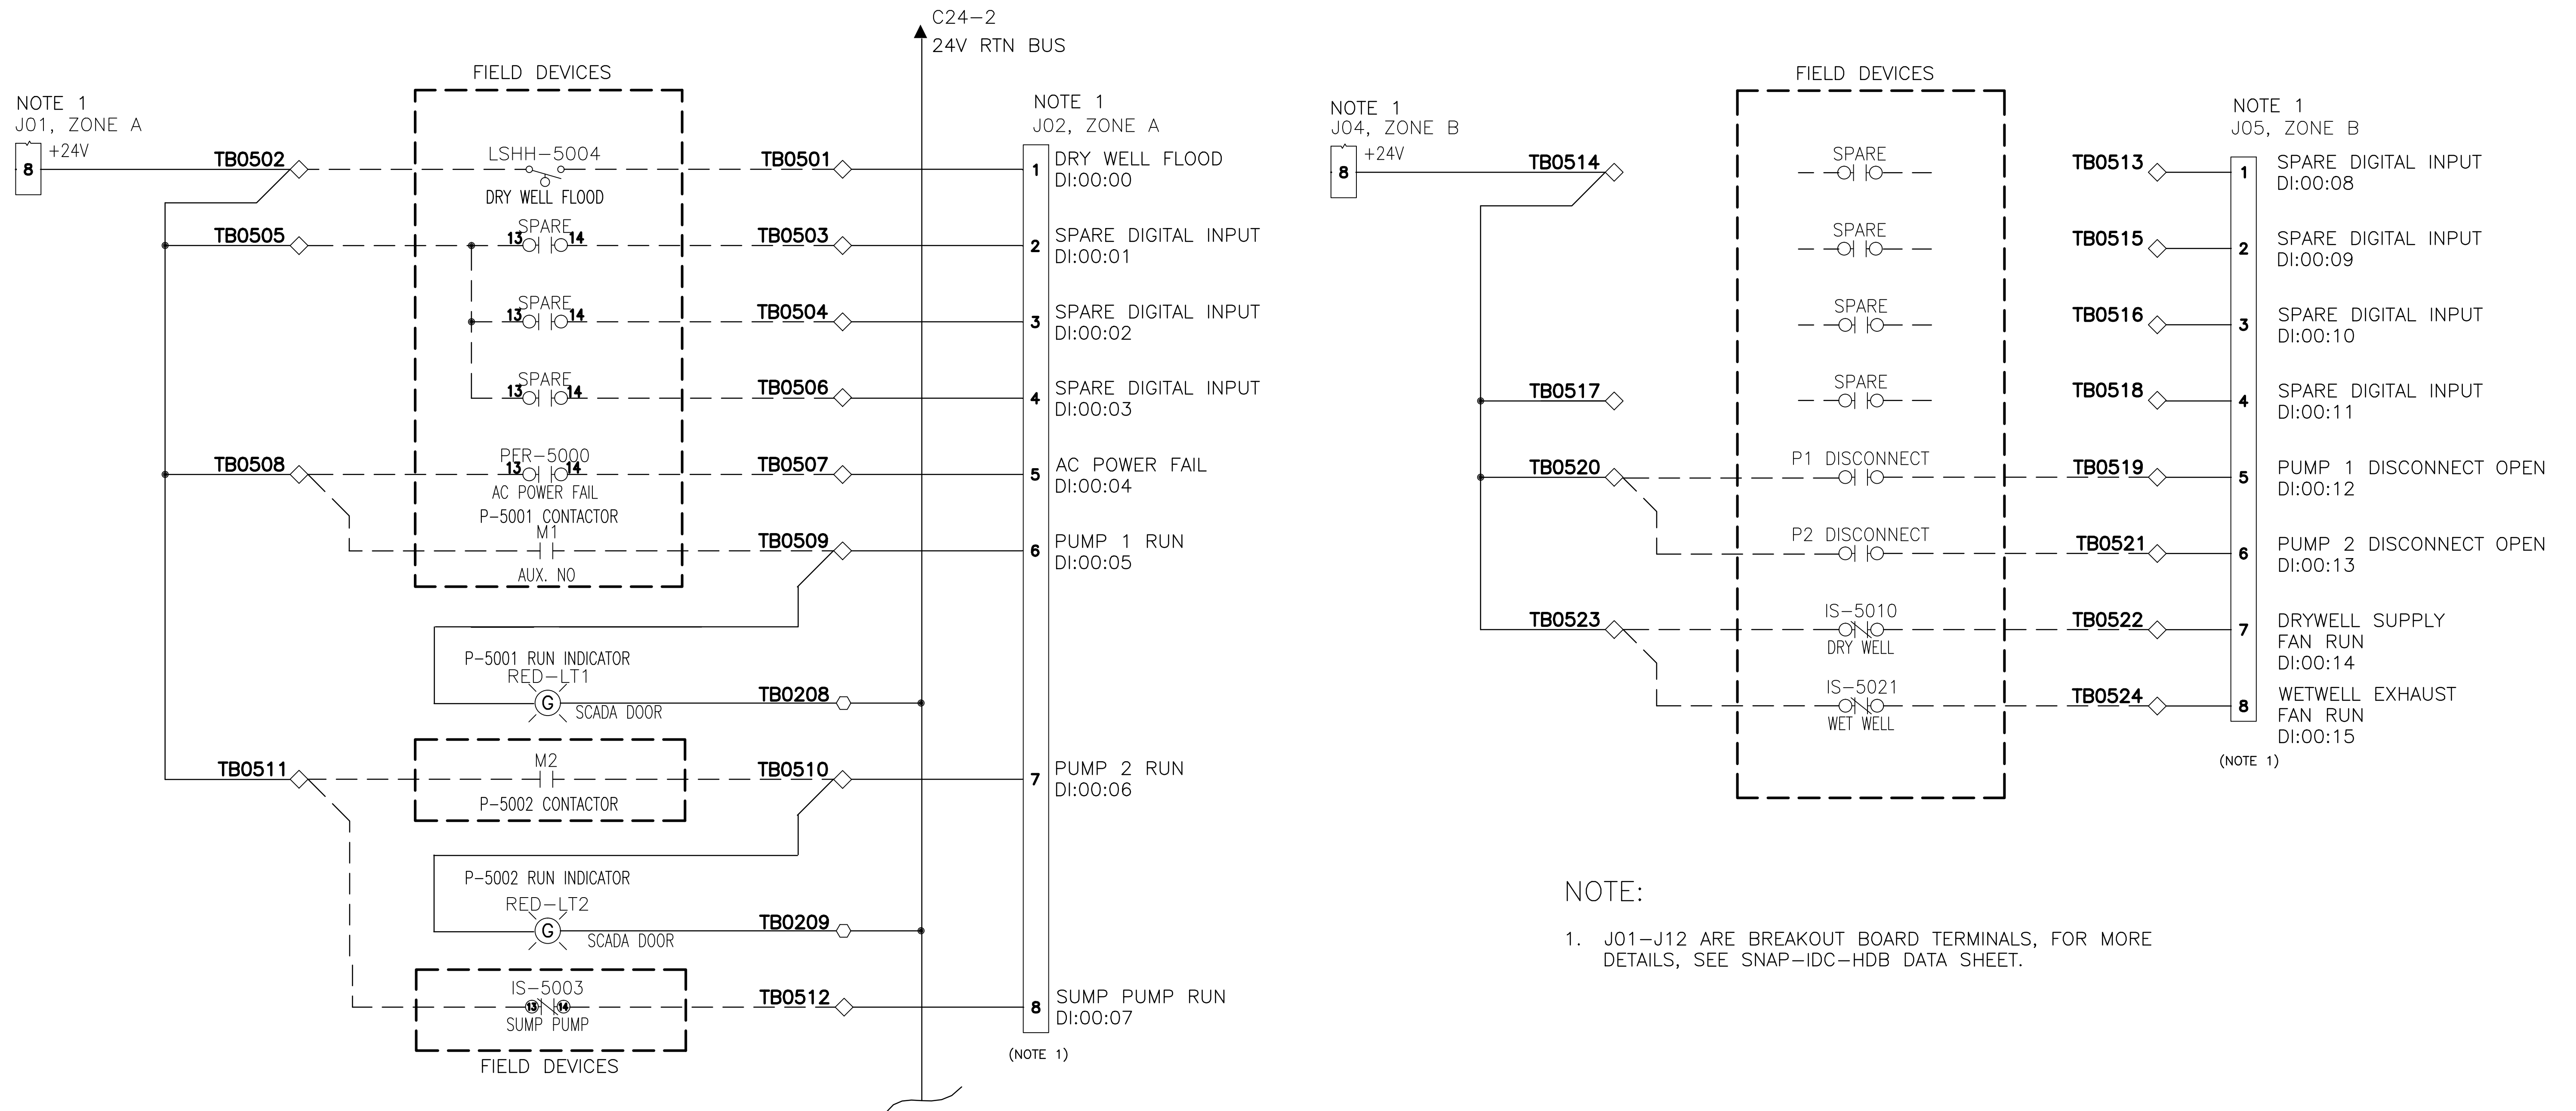 C24-2
24V RTN BUS
FIELD DEVICES
NOTE 1
J01, ZONE A
+24V
8
NOTE 1
J02, ZONE A
TB0502
LSHH-5004
DRY WELL FLOOD
TB0501
1
DRY WELL FLOOD
DI:00:00
TB0505
SPARE
13
14
TB0503
2
SPARE DIGITAL INPUT
DI:00:01
SPARE
13
14
TB0504
3
SPARE DIGITAL INPUT
DI:00:02
SPARE
13
14
TB0506
4
SPARE DIGITAL INPUT
DI:00:03
TB0508
PER-5000
13
14
AC POWER FAIL
TB0507
5
AC POWER FAIL
DI:00:04
P-5001 CONTACTOR
M1
AUX. NO
TB0509
6
PUMP 1 RUN
DI:00:05
P-5001 RUN INDICATOR
RED-LT1
G
SCADA DOOR
TB0208
TB0511
M2
P-5002 CONTACTOR
TB0510
7
PUMP 2 RUN
DI:00:06
P-5002 RUN INDICATOR
RED-LT2
G
SCADA DOOR
TB0209
IS-5003
13
14
SUMP PUMP
TB0512
8
SUMP PUMP RUN
DI:00:07
(NOTE 1)
FIELD DEVICES
FIELD DEVICES
NOTE 1
J04, ZONE B
+24V
8
NOTE 1
J05, ZONE B
TB0514
SPARE
TB0513
1
SPARE DIGITAL INPUT
DI:00:08
SPARE
TB0515
2
SPARE DIGITAL INPUT
DI:00:09
SPARE
TB0516
3
SPARE DIGITAL INPUT
DI:00:10
TB0517
SPARE
TB0518
4
SPARE DIGITAL INPUT
DI:00:11
TB0520
P1 DISCONNECT
TB0519
5
PUMP 1 DISCONNECT OPEN
DI:00:12
P2 DISCONNECT
TB0521
6
PUMP 2 DISCONNECT OPEN
DI:00:13
TB0523
IS-5010
DRY WELL
TB0522
7
DRYWELL SUPPLY
FAN RUN
DI:00:14
IS-5021
WET WELL
TB0524
8
WETWELL EXHAUST
FAN RUN
DI:00:15
(NOTE 1)
NOTE:
1. J01-J12 ARE BREAKOUT BOARD TERMINALS, FOR MORE
DETAILS, SEE SNAP-IDC-HDB DATA SHEET.